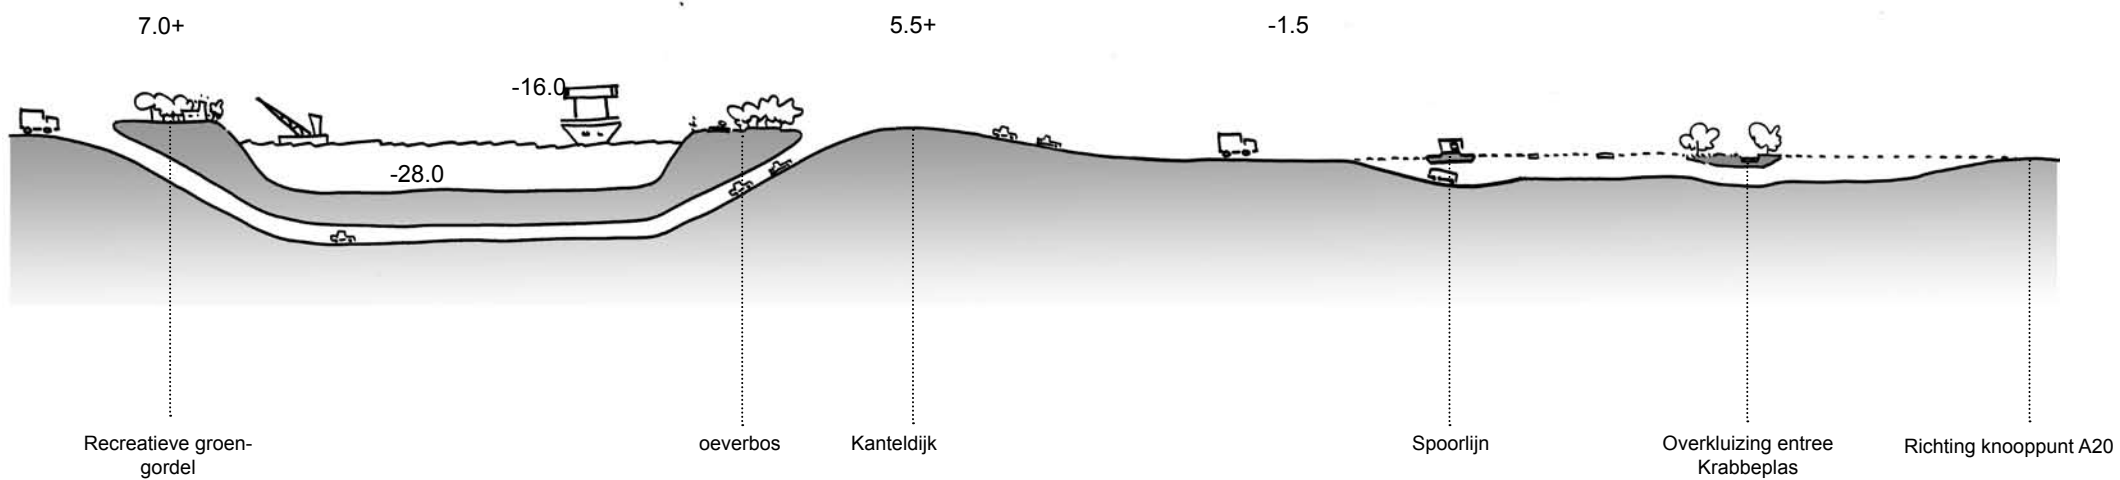 7.0+
5.5+
-1.5
-16.0
-28.0
Recreatieve groen-
gordel
oeverbos
Kanteldijk
Spoorlijn
Overkluizing entree
Krabbeplas
Richting knooppunt A20